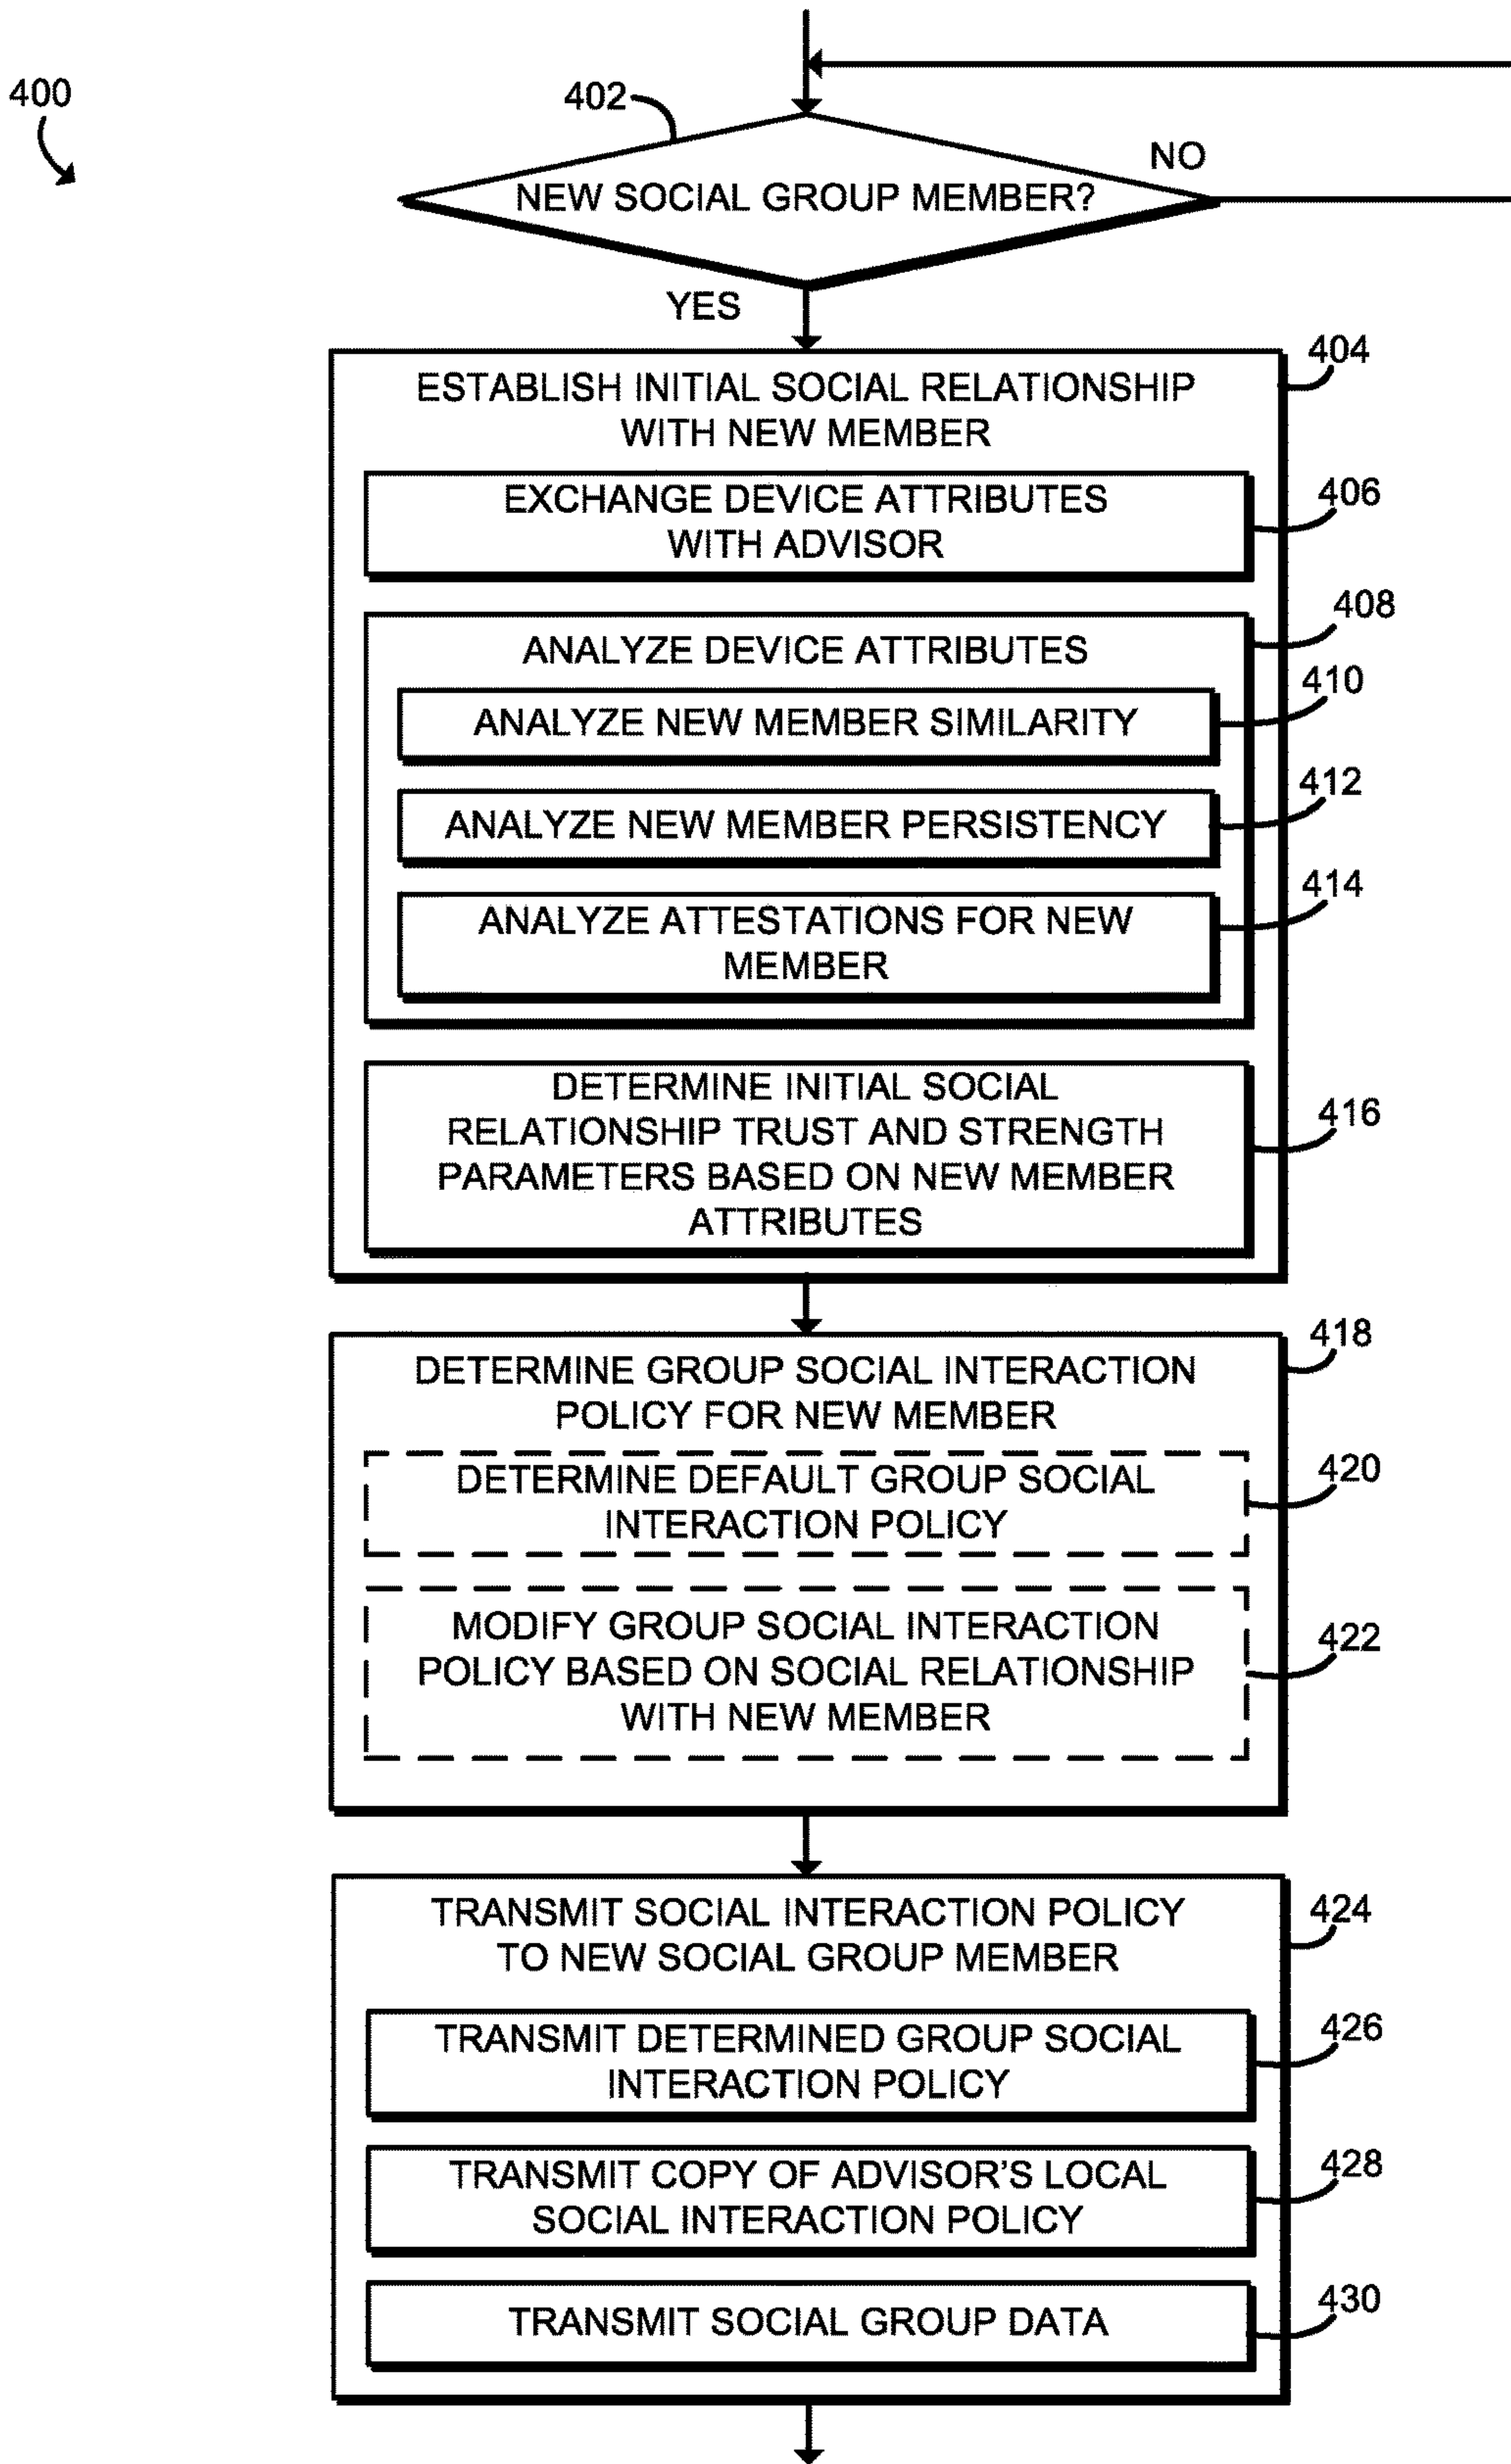 400
402
NO
NEW SOCIAL GROUP MEMBER?
YES
404
ESTABLISH INITIAL SOCIAL RELATIONSHIP
WITH NEW MEMBER
406
EXCHANGE DEVICE ATTRIBUTES
WITH ADVISOR
408
ANALYZE DEVICE ATTRIBUTES
410
ANALYZE NEW MEMBER SIMILARITY
412
ANALYZE NEW MEMBER PERSISTENCY
414
ANALYZE ATTESTATIONS FOR NEW
MEMBER
416
DETERMINE INITIAL SOCIAL
RELATIONSHIP TRUST AND STRENGTH
PARAMETERS BASED ON NEW MEMBER
ATTRIBUTES
418
DETERMINE GROUP SOCIAL INTERACTION
POLICY FOR NEW MEMBER
420
DETERMINE DEFAULT GROUP SOCIAL
INTERACTION POLICY
422
MODIFY GROUP SOCIAL INTERACTION
POLICY BASED ON SOCIAL RELATIONSHIP
WITH NEW MEMBER
424
TRANSMIT SOCIAL INTERACTION POLICY
TO NEW SOCIAL GROUP MEMBER
426
TRANSMIT DETERMINED GROUP SOCIAL
INTERACTION POLICY
428
TRANSMIT COPY OF ADVISOR'S LOCAL
SOCIAL INTERACTION POLICY
430
TRANSMIT SOCIAL GROUP DATA